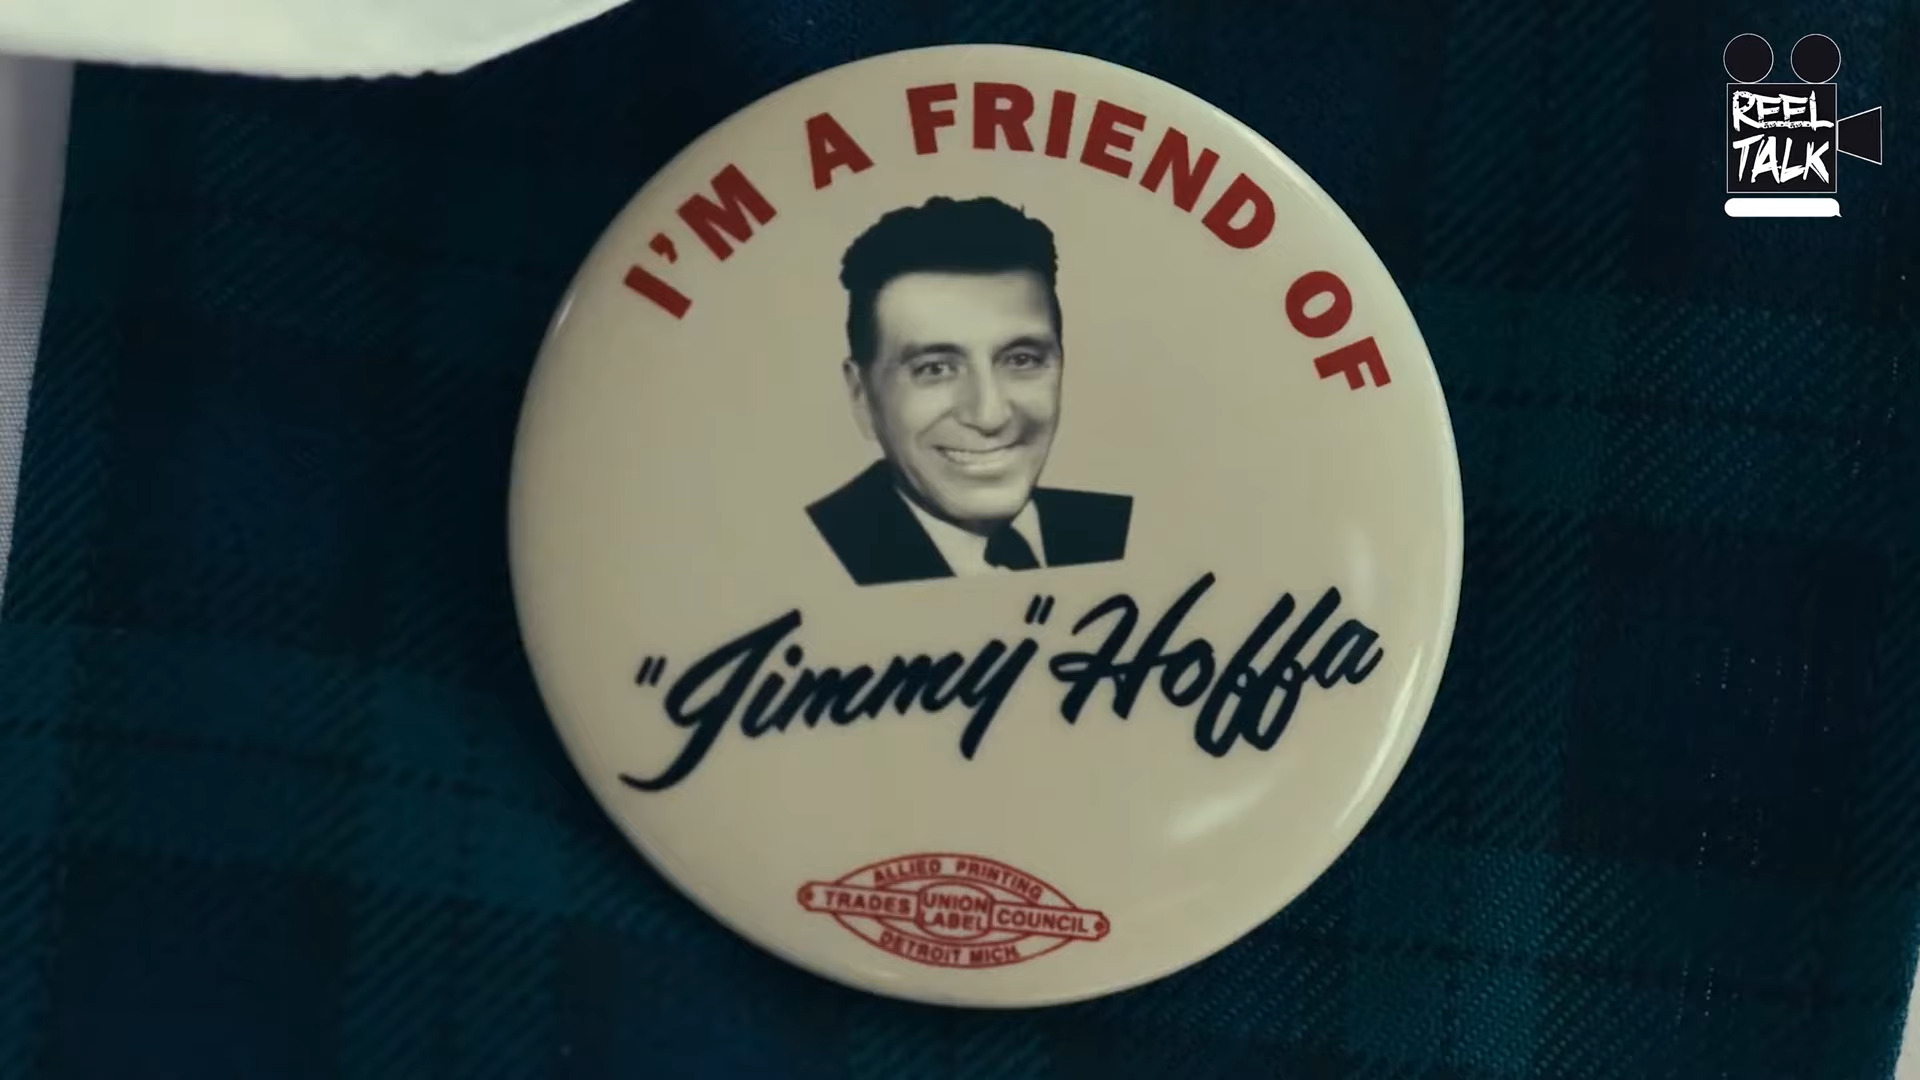 I'M A FRIEND OF
"Jimmy" Hoffa
ALLIED PRINTING
TRADES UNION LABEL COUNCIL
DETROIT MICH.
REEL
TALK